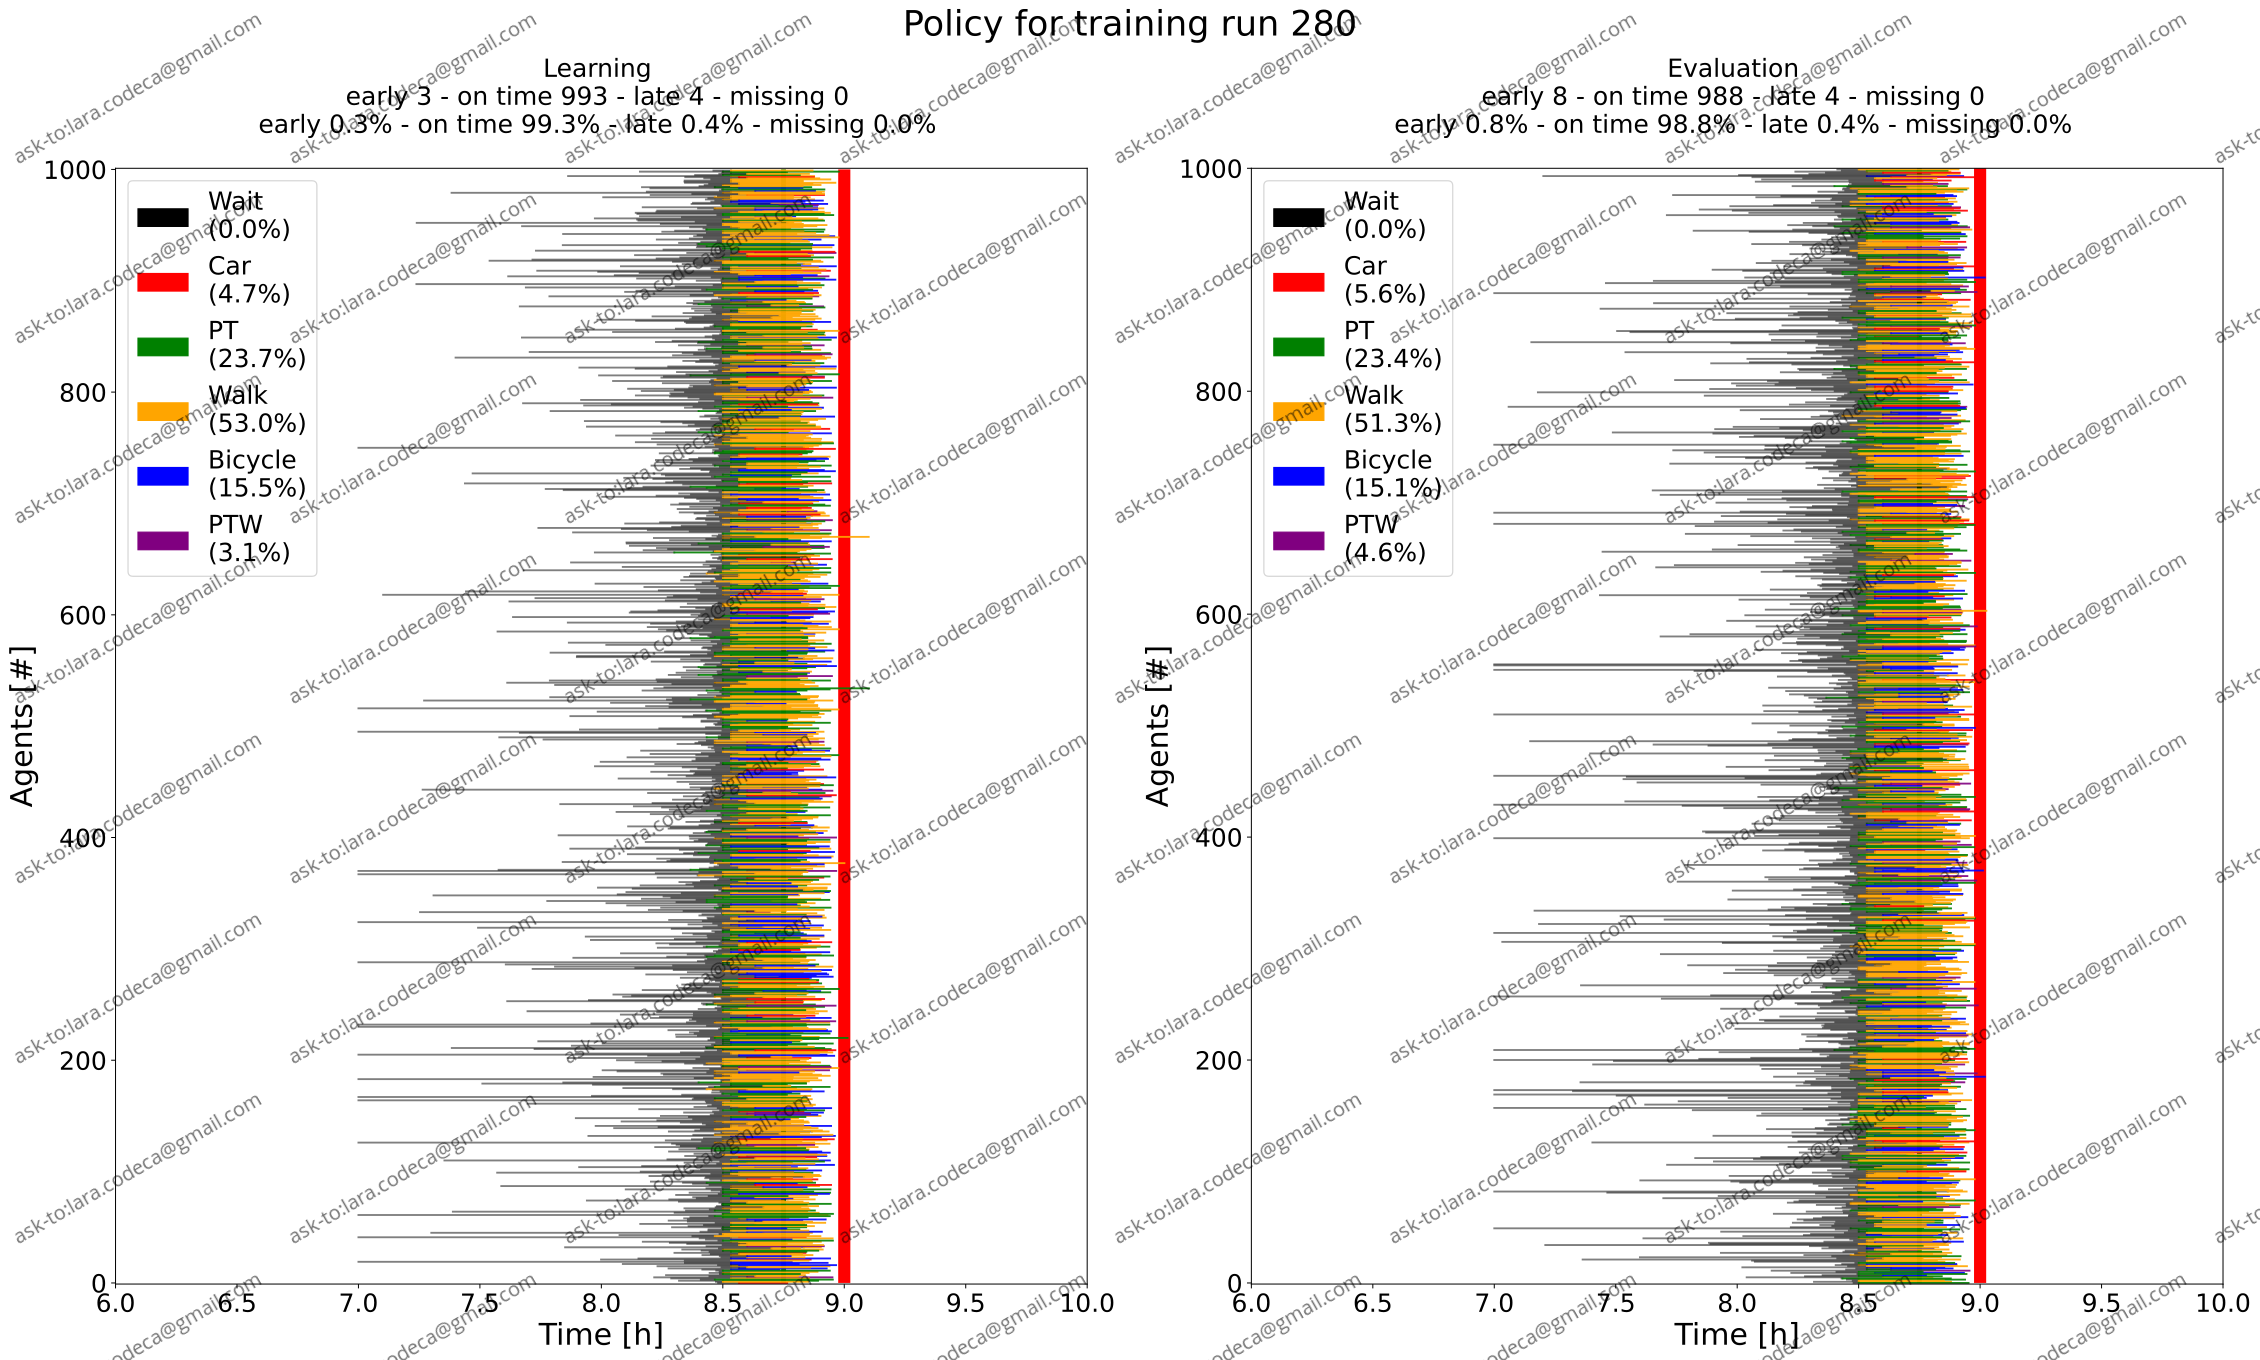 Policy for training run 280
Learning
early 3 - on time 993 - late 4 - missing 0
early 0.3% - on time 99.3% - late 0.4% - missing 0.0%
1000
800
600
400
200
0
Agents [#]
Wait
(0.0%)
Car
(4.7%)
PT
(23.7%)
Walk
(53.0%)
Bicycle
(15.5%)
PTW
(3.1%)
6.0 6.5 7.0 7.5 8.0 8.5 9.0 9.5 10.0
Time [h]
Evaluation
early 8 - on time 988 - late 4 - missing 0
early 0.8% - on time 98.8% - late 0.4% - missing 0.0%
1000
800
600
400
200
0
Agents [#]
Wait
(0.0%)
Car
(5.6%)
PT
(23.4%)
Walk
(51.3%)
Bicycle
(15.1%)
PTW
(4.6%)
6.0 6.5 7.0 7.5 8.0 8.5 9.0 9.5 10.0
Time [h]
ask-to:lara.codeca@gmail.com